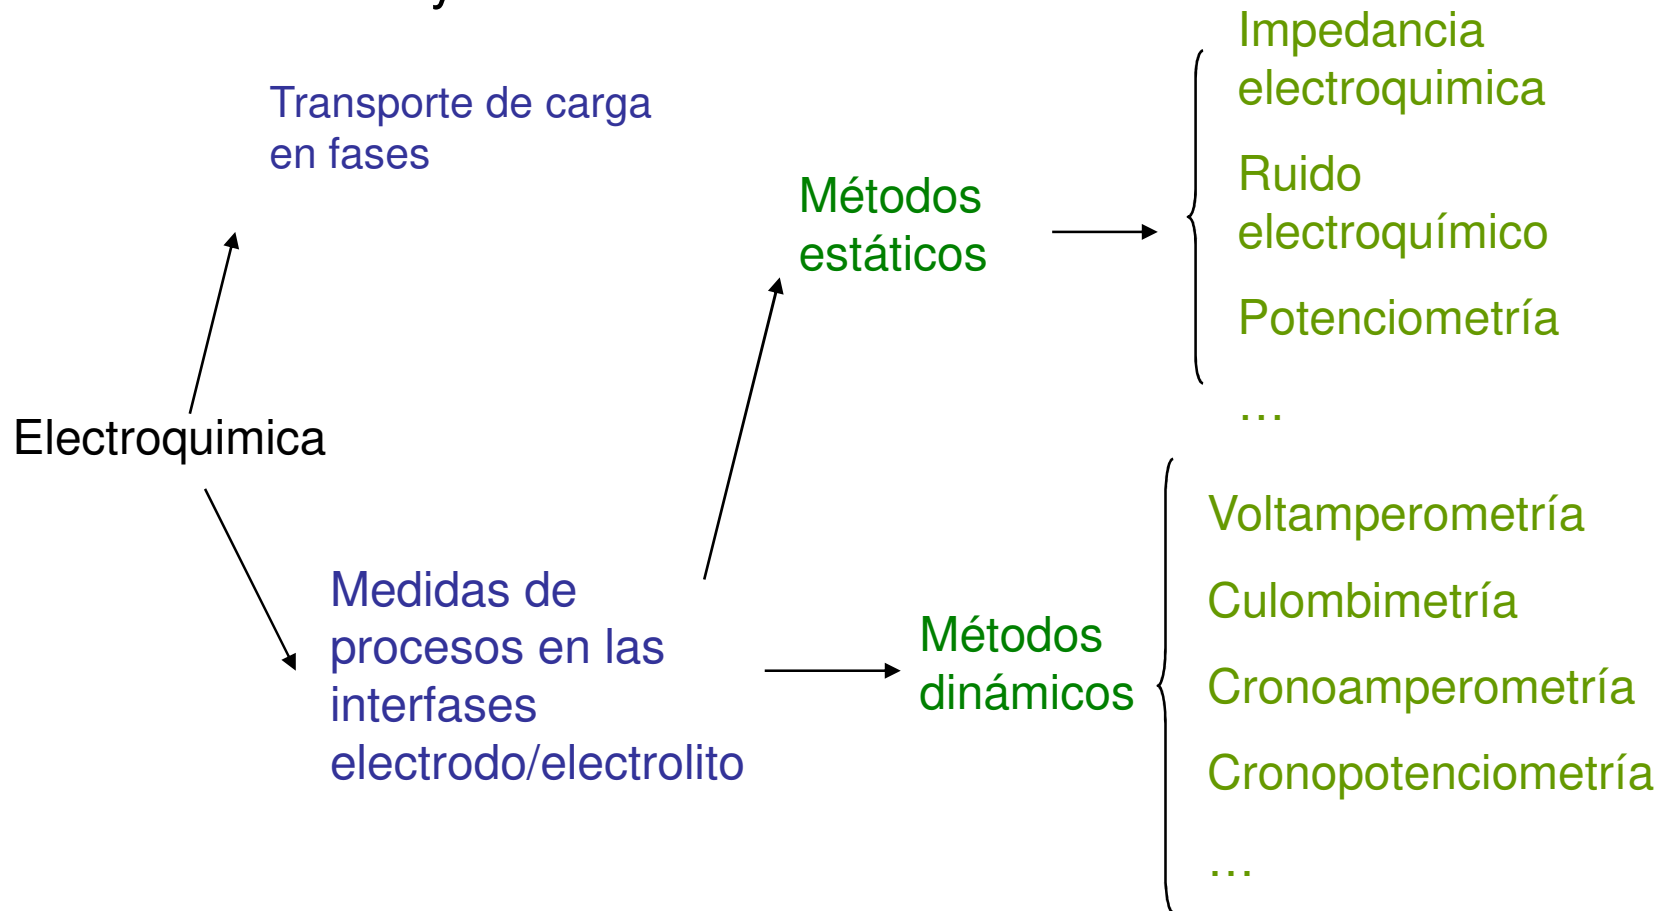 Transporte de carga
en fases
Electroquimica
Medidas de
procesos en las
interfases
electrodo/electrolito
Métodos
estáticos
Impedancia
electroquimica
Ruido
electroquímico
Potenciometría
…
Métodos
dinámicos
Voltamperometría
Culombimetría
Cronoamperometría
Cronopotenciometría
…